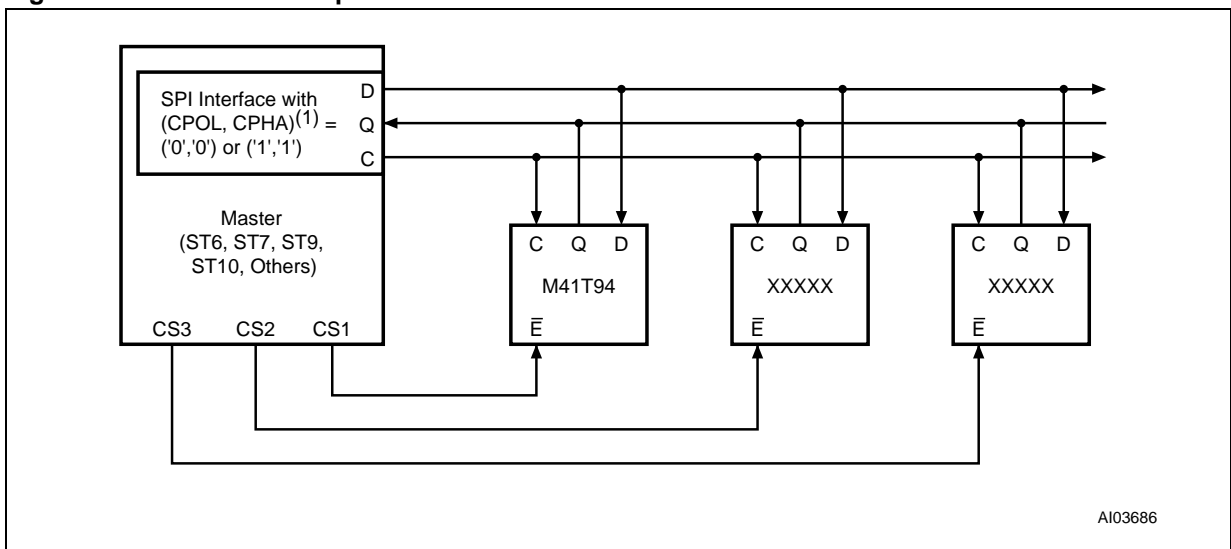 SPI Interface with
(CPOL, CPHA)(1) =
('0','0') or ('1','1')
D
Q
C
Master
(ST6, ST7, ST9,
ST10, Others)
CS3 CS2 CS1
C Q D
M41T94
E̅
C Q D
XXXXX
E̅
C Q D
XXXXX
E̅
AI03686